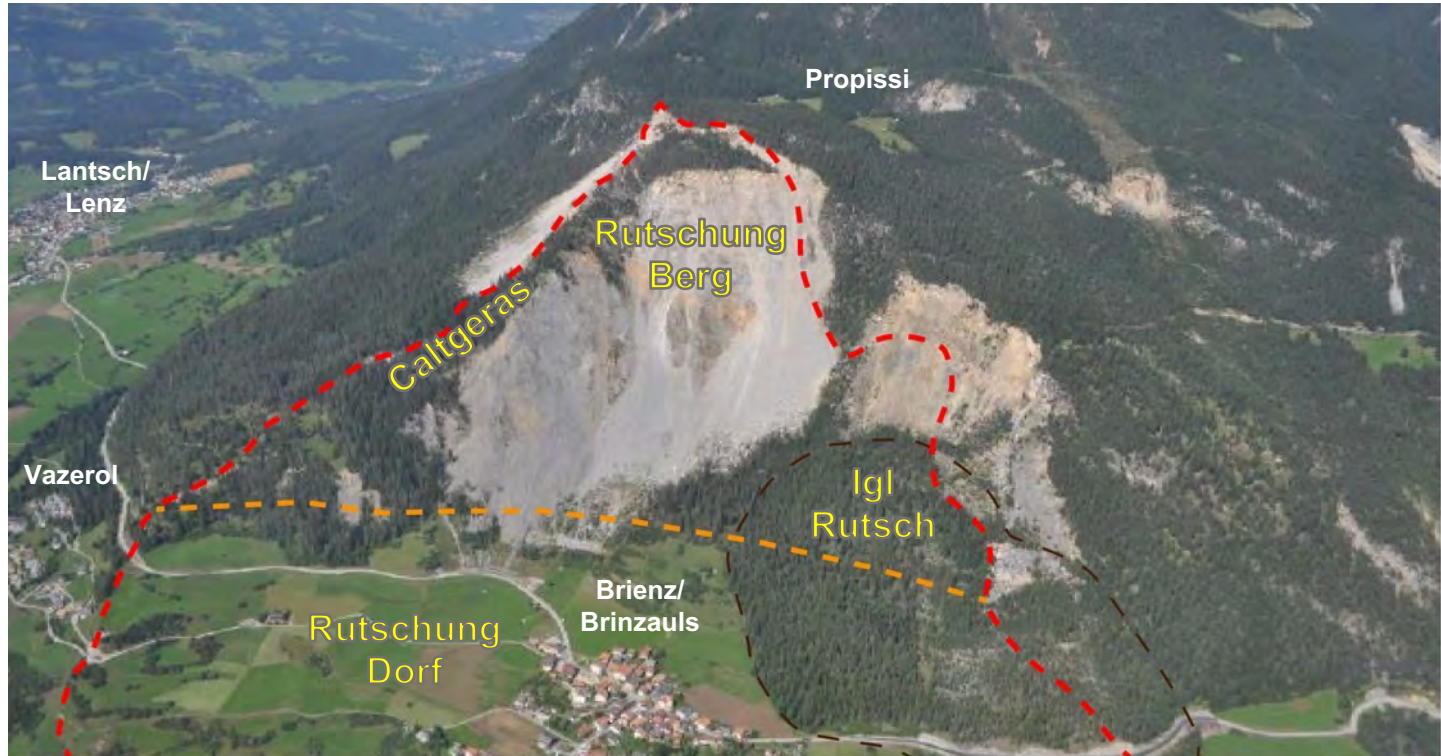 Propissi
Lantsch/
Lenz
Rutschung
Berg
Caltgeras
Vazerol
Igl
Rutsch
Brienz/
Brinzauls
Rutschung
Dorf